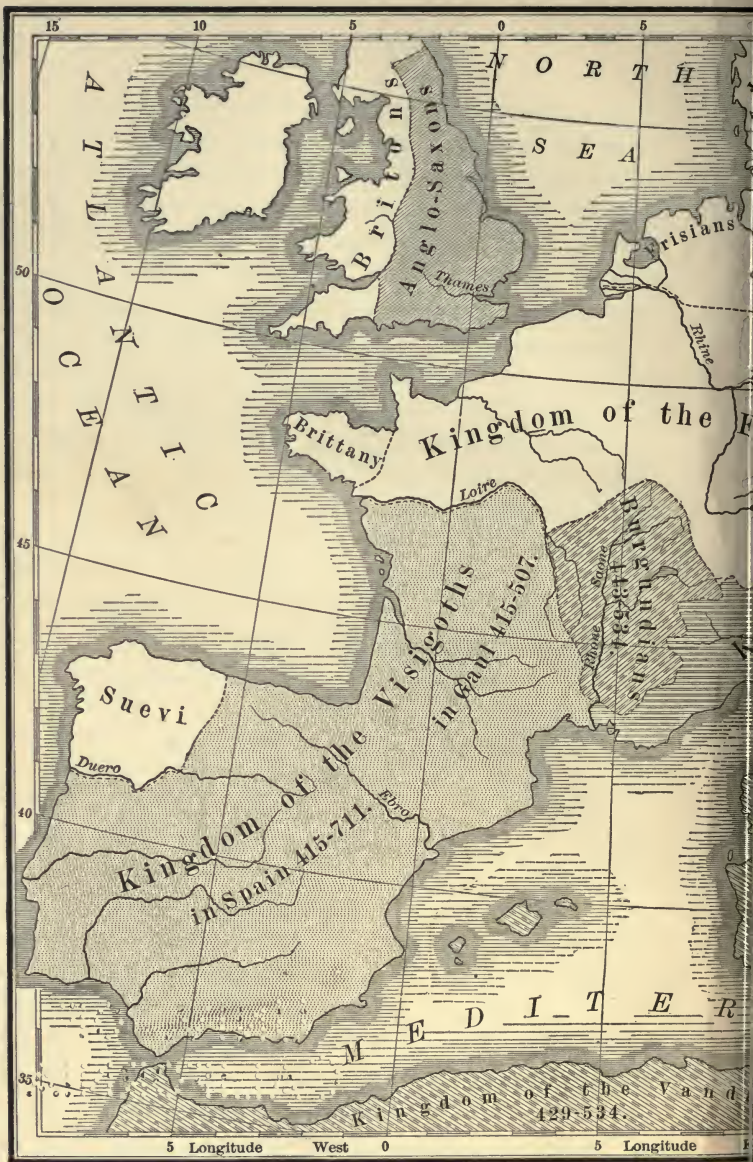 15 10 5 0 5
NORTH
SEA
ATLANTIC
OCEAN
Britons
Anglo-Saxons
Thames
Frisians
Rhine
50
Brittany
Kingdom of the F
Loire
Burgundians
443-534.
Saone
Rhone
45
Kingdom of the Visigoths
in Gaul 415-507.
in Spain 415-711.
Suevi
Duero
Ebro
40
MEDITER
35
Kingdom of the Vand
429-534.
5 Longitude West 0 5 Longitude